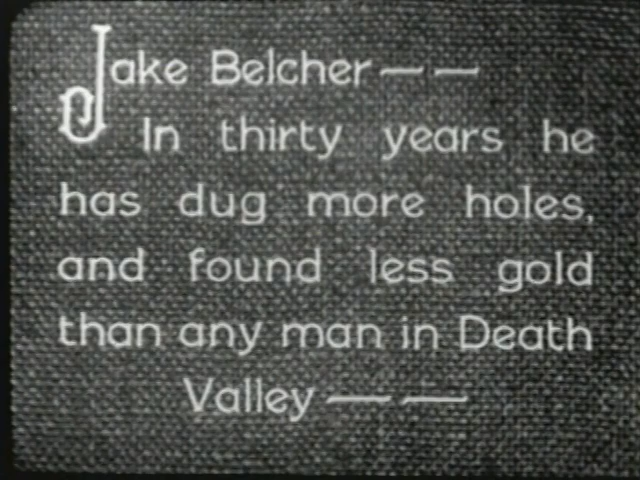 Jake Belcher — —
In thirty years he
has dug more holes,
and found less gold
than any man in Death
Valley — —